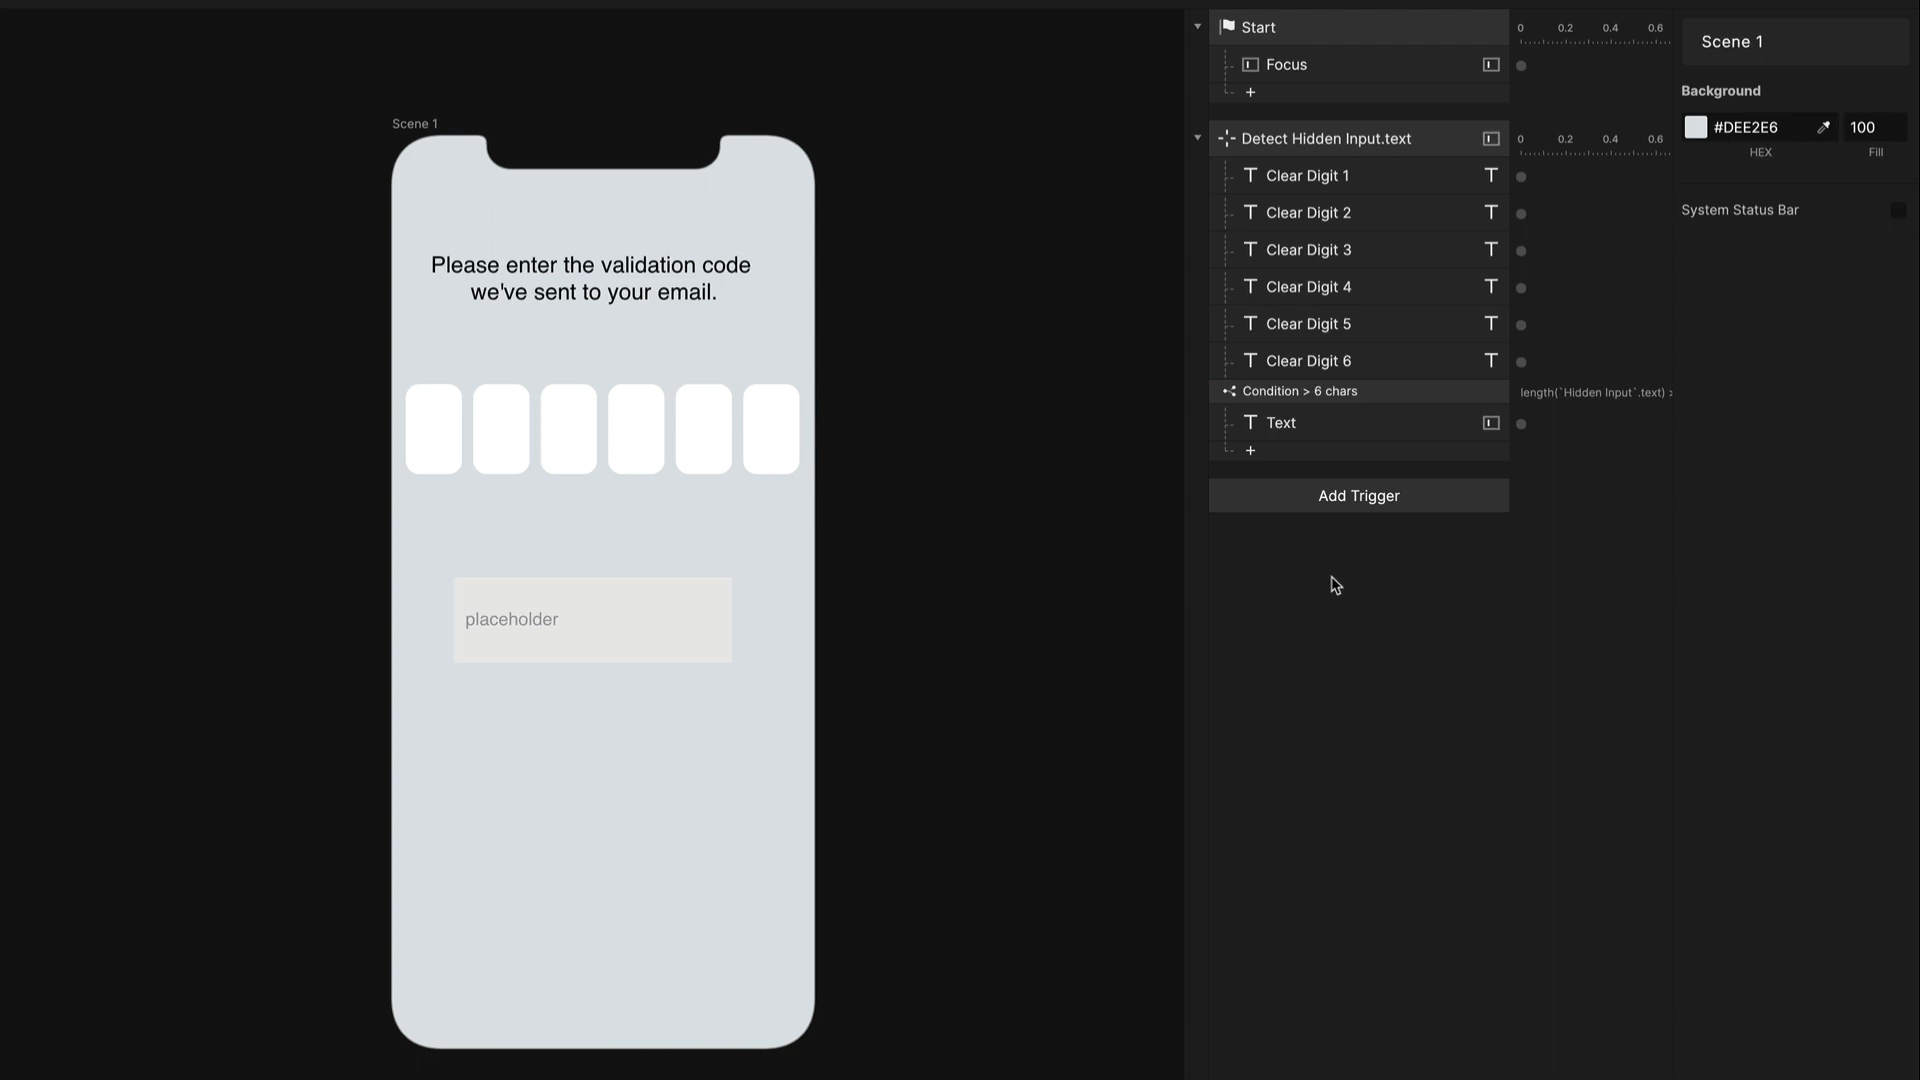 Scene 1
Please enter the validation code
we've sent to your email.
placeholder
Start
0 0.2 0.4 0.6
Focus
+
Detect Hidden Input.text
0 0.2 0.4 0.6
Clear Digit 1
Clear Digit 2
Clear Digit 3
Clear Digit 4
Clear Digit 5
Clear Digit 6
Condition > 6 chars
length(`Hidden Input`.text) >
Text
+
Add Trigger
Scene 1
Background
#DEE2E6 100
HEX Fill
System Status Bar